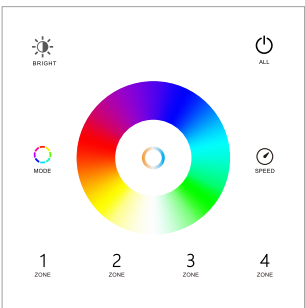 BRIGHT
ALL
MODE
SPEED
1 2 3 4
ZONE ZONE ZONE ZONE